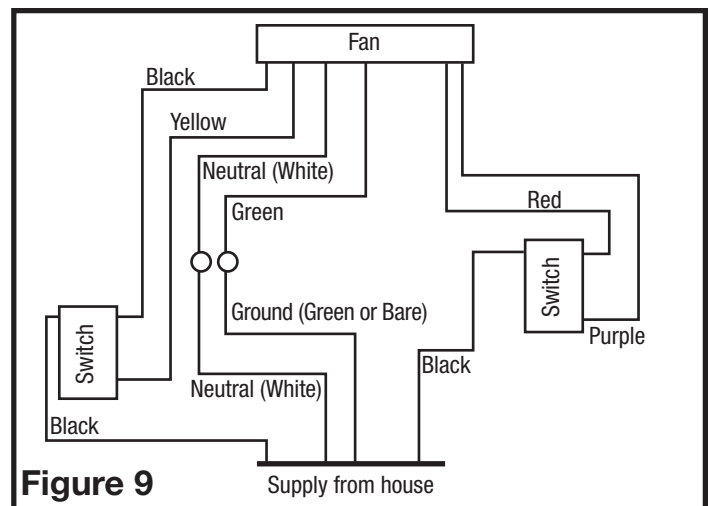 Fan
Black
Yellow
Neutral (White)
Green
Red
Switch
Ground (Green or Bare)
Switch
Purple
Black
Neutral (White)
Black
Figure 9
Supply from house